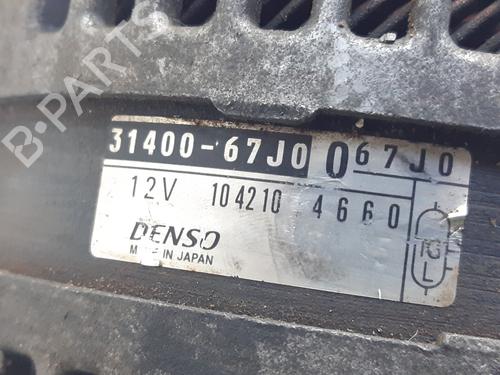 B-PARTS
31400-67J0 0 67J0
12V 104210 4660
DENSO
MADE IN JAPAN
IG
L